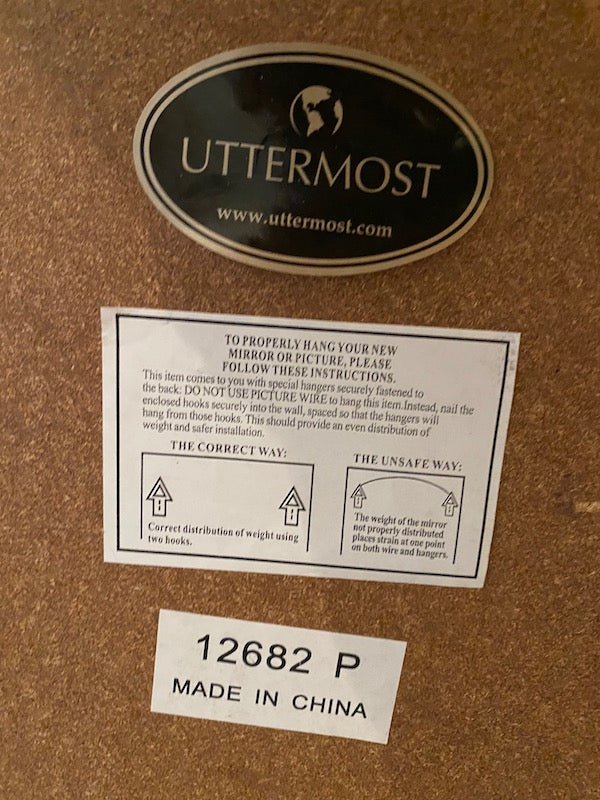 UTTERMOST
www.uttermost.com
TO PROPERLY HANG YOUR NEW
MIRROR OR PICTURE, PLEASE
FOLLOW THESE INSTRUCTIONS.
This item comes to you with special hangers securely fastened to
the back: DO NOT USE PICTURE WIRE to hang this item.Instead, nail the
enclosed hooks securely into the wall, spaced so that the hangers will
hang from those hooks. This should provide an even distribution of
weight and safer installation.
THE CORRECT WAY:
Correct distribution of weight using
two hooks.
THE UNSAFE WAY:
The weight of the mirror
not properly distributed
places strain at one point
on both wire and hangers.
12682 P
MADE IN CHINA